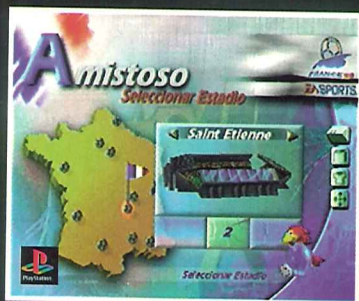 Amistoso
Seleccionar Estadio
FRANCE 98
EA SPORTS
Saint Etienne
2
Seleccionar Estadio
PlayStation